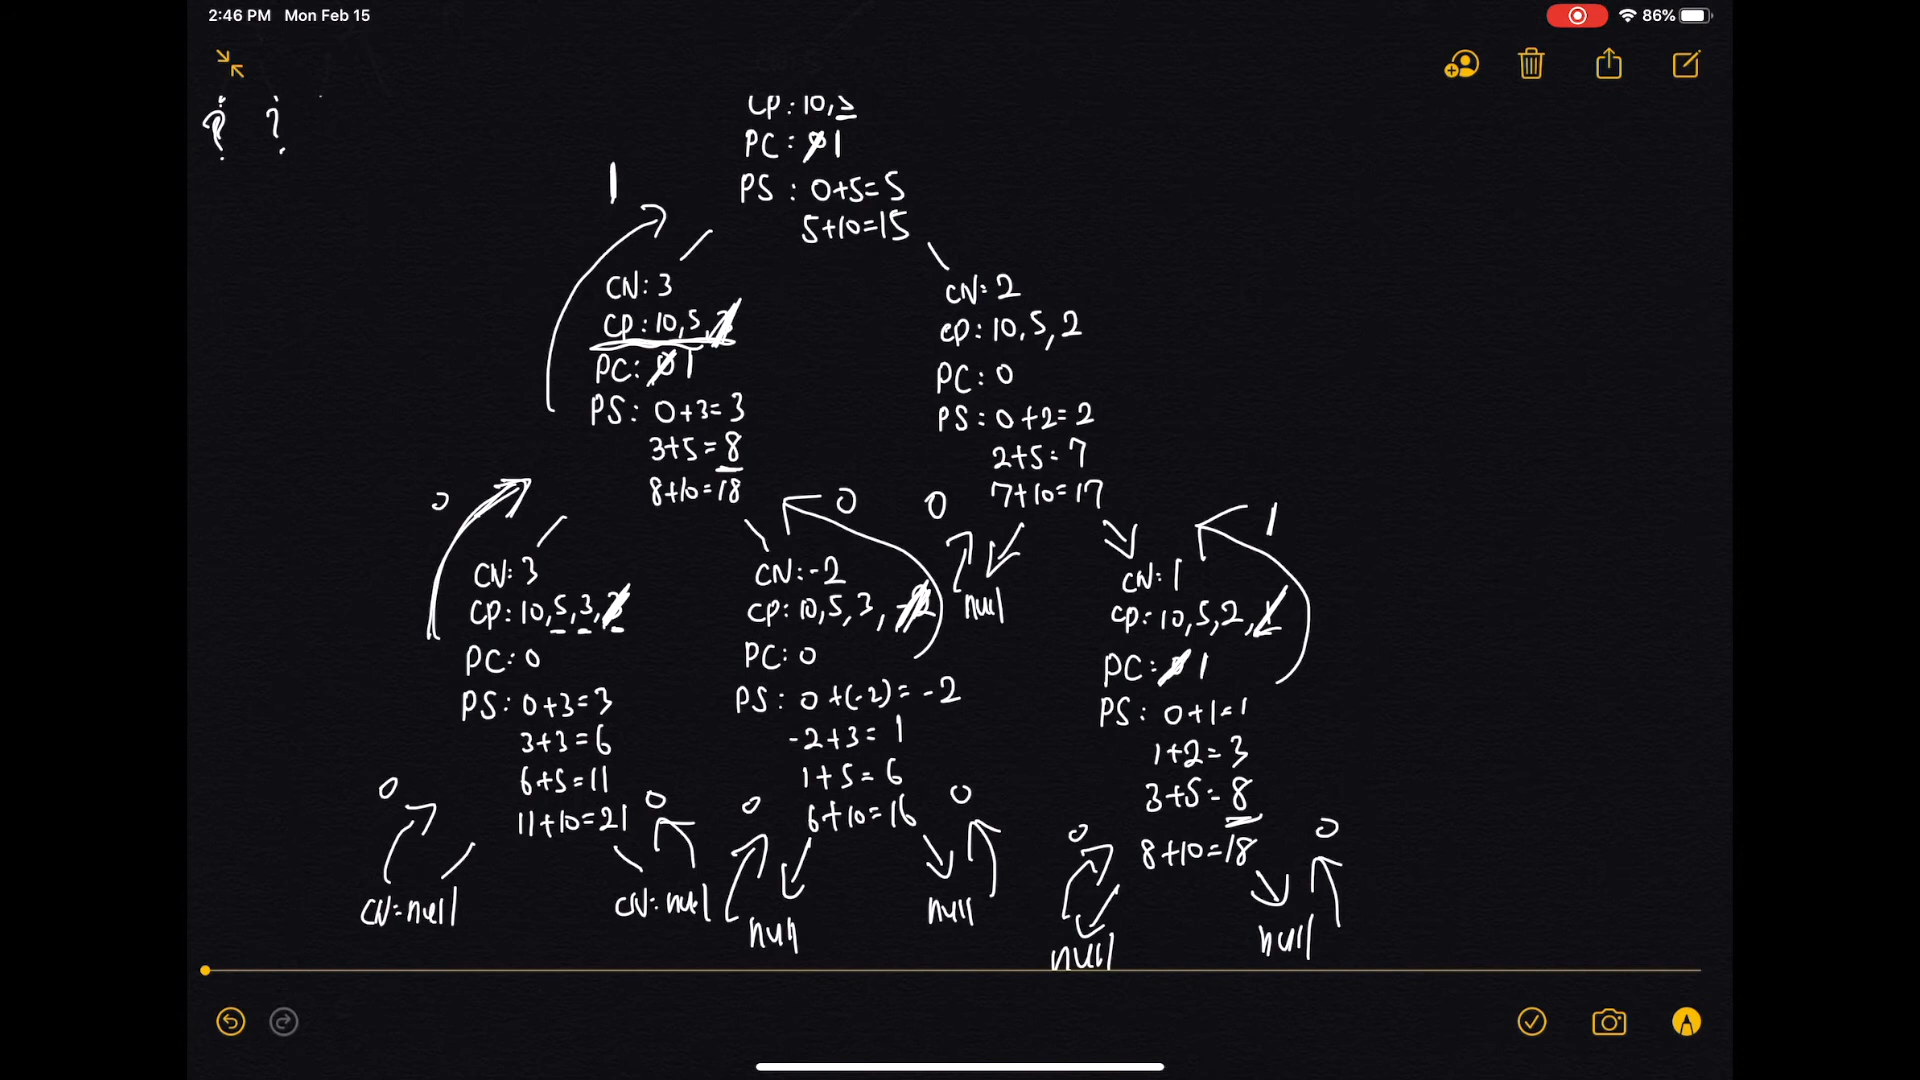 2:46 PM Mon Feb 15
86%
? ?
CP: 10, 5
PC: 0 1
PS: 0+5=5
5+10=15
1
CN: 3
CP: 10, 5, 3
PC: 0 1
PS: 0+3=3
3+5=8
8+10=18
CN: 2
CP: 10, 5, 2
PC: 0
PS: 0+2=2
2+5=7
7+10=17
0
CN: 3
CP: 10, 5, 3, 3
PC: 0
PS: 0+3=3
3+3=6
6+5=11
11+10=21
0
CN=null
0
CN=null
0
CN: -2
CP: 10, 5, 3, -2
PC: 0
PS: 0+(-2)=-2
-2+3=1
1+5=6
6+10=16
0
null
0
null
0
null
1
CN: 1
CP: 10, 5, 2, 1
PC: 0 1
PS: 0+1=1
1+2=3
3+5=8
8+10=18
0
null
0
null